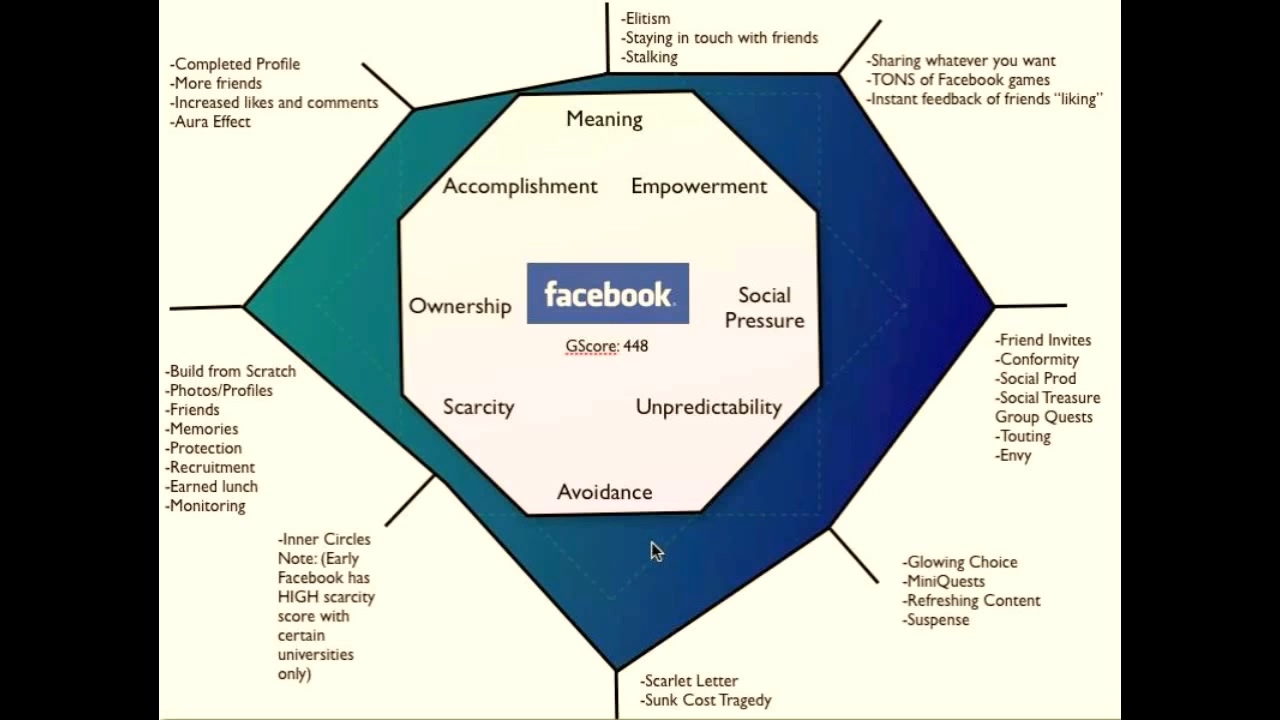 -Elitism
-Staying in touch with friends
-Stalking
-Completed Profile
-More friends
-Increased likes and comments
-Aura Effect
-Sharing whatever you want
-TONS of Facebook games
-Instant feedback of friends “liking”
Meaning
Accomplishment
Empowerment
Ownership
facebook.
GScore: 448
Social
Pressure
Scarcity
Unpredictability
Avoidance
-Build from Scratch
-Photos/Profiles
-Friends
-Memories
-Protection
-Recruitment
-Earned lunch
-Monitoring
-Friend Invites
-Conformity
-Social Prod
-Social Treasure
Group Quests
-Touting
-Envy
-Inner Circles
Note: (Early
Facebook has
HIGH scarcity
score with
certain
universities
only)
-Glowing Choice
-MiniQuests
-Refreshing Content
-Suspense
-Scarlet Letter
-Sunk Cost Tragedy